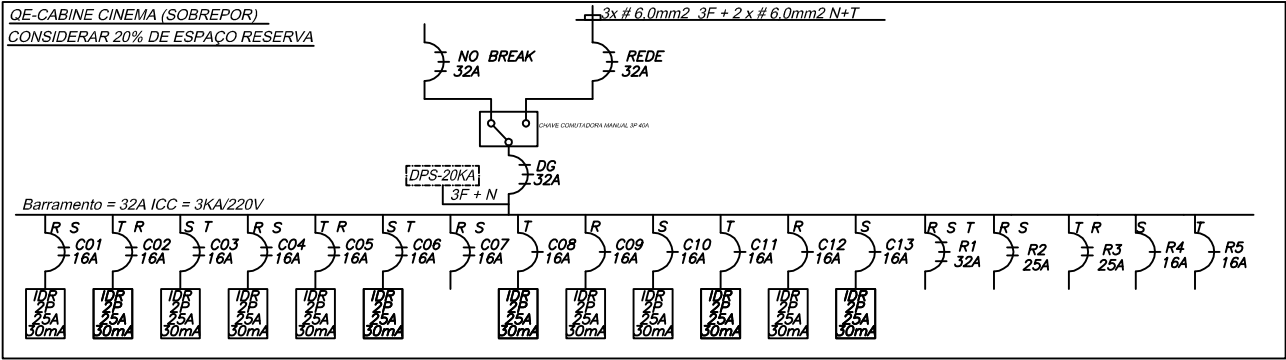 QE-CABINE CINEMA (SOBREPOR)
CONSIDERAR 20% DE ESPAÇO RESERVA
3x # 6.0mm2 3F + 2 x # 6.0mm2 N+T
NO BREAK
32A
REDE
32A
CHAVE COMUTADORA MANUAL 3P 40A
DG
32A
DPS-20KA
3F + N
Barramento = 32A ICC = 3KA/220V
R S
C01
16A
T R
C02
16A
S T
C03
16A
R S
C04
16A
T R
C05
16A
S T
C06
16A
R S
C07
16A
T
C08
16A
R
C09
16A
S
C10
16A
T
C11
16A
R
C12
16A
S
C13
16A
R S T
R1
32A
R S
R2
25A
T R
R3
25A
S
R4
16A
T
R5
16A
IDR
2P
25A
30mA
IDR
2P
25A
30mA
IDR
2P
25A
30mA
IDR
2P
25A
30mA
IDR
2P
25A
30mA
IDR
2P
25A
30mA
IDR
2P
25A
30mA
IDR
2P
25A
30mA
IDR
2P
25A
30mA
IDR
2P
25A
30mA
IDR
2P
25A
30mA
IDR
2P
25A
30mA